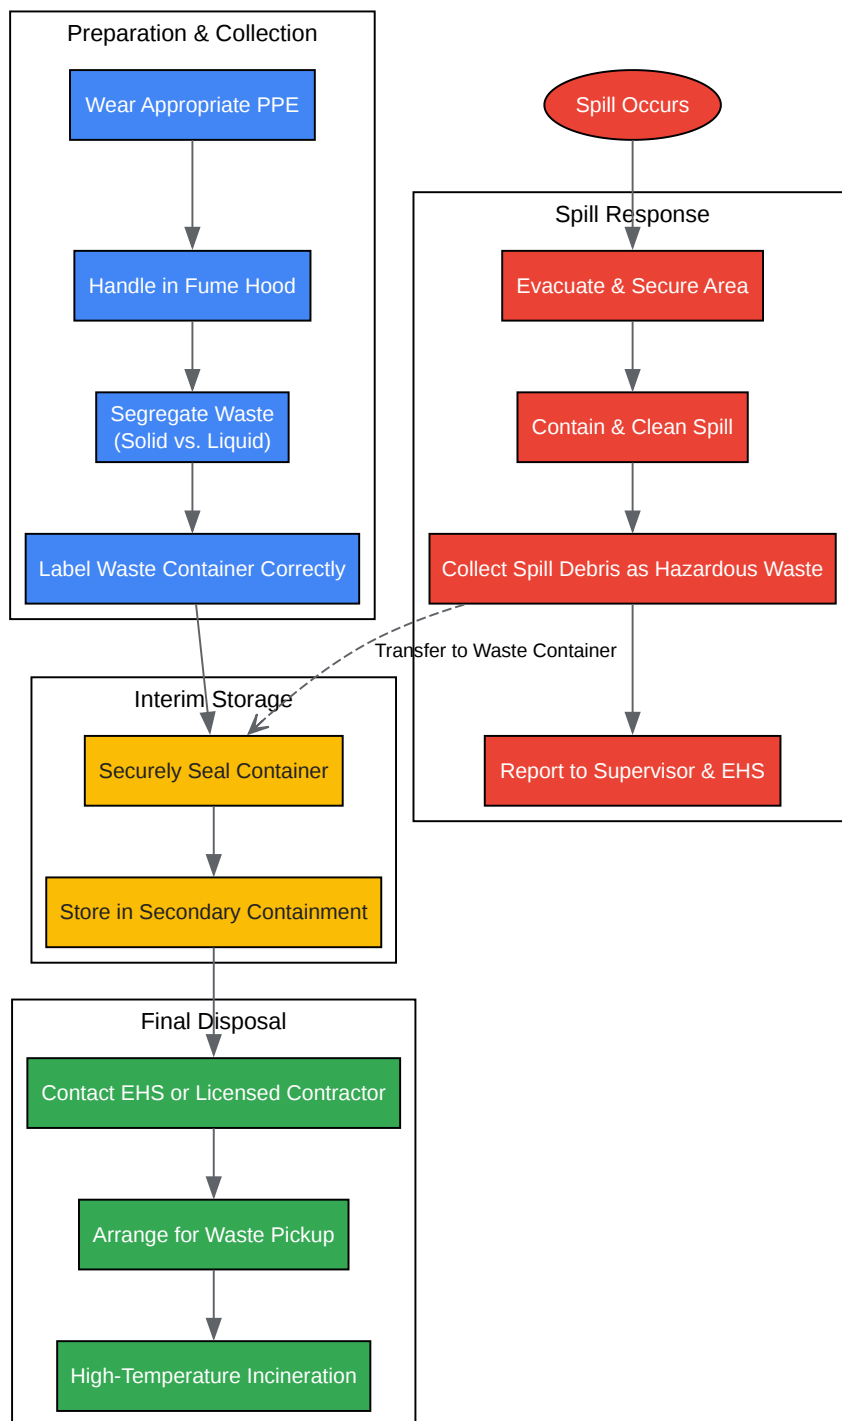 Preparation & Collection
Wear Appropriate PPE
Handle in Fume Hood
Segregate Waste
(Solid vs. Liquid)
Label Waste Container Correctly
Spill Occurs
Spill Response
Evacuate & Secure Area
Contain & Clean Spill
Collect Spill Debris as Hazardous Waste
Transfer to Waste Container
Report to Supervisor & EHS
Interim Storage
Securely Seal Container
Store in Secondary Containment
Final Disposal
Contact EHS or Licensed Contractor
Arrange for Waste Pickup
High-Temperature Incineration